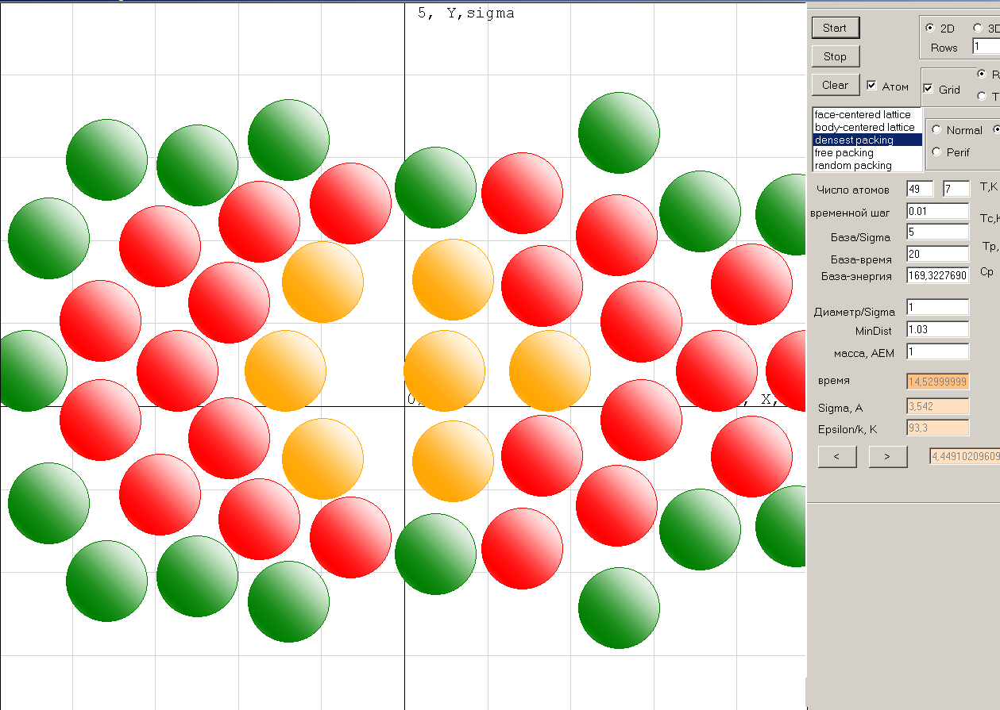 5, Y,sigma
0,
, X,
Start
Stop
Clear
Атом
2D
3D
Rows
1
Grid
R
T
face-centered lattice
body-centered lattice
densest packing
free packing
random packing
Normal
Perif
Число атомов 49 7 T,K
временной шаг 0.01
База/Sigma 5
База-время 20
База-энергия 169,3227690
Диаметр/Sigma 1
MinDist 1.03
масса, АЕМ 1
время 14,52999999
Sigma, A 3,542
Epsilon/k, K 93,3
Tc,K
Tp,
Cp
< > 4,44910209609